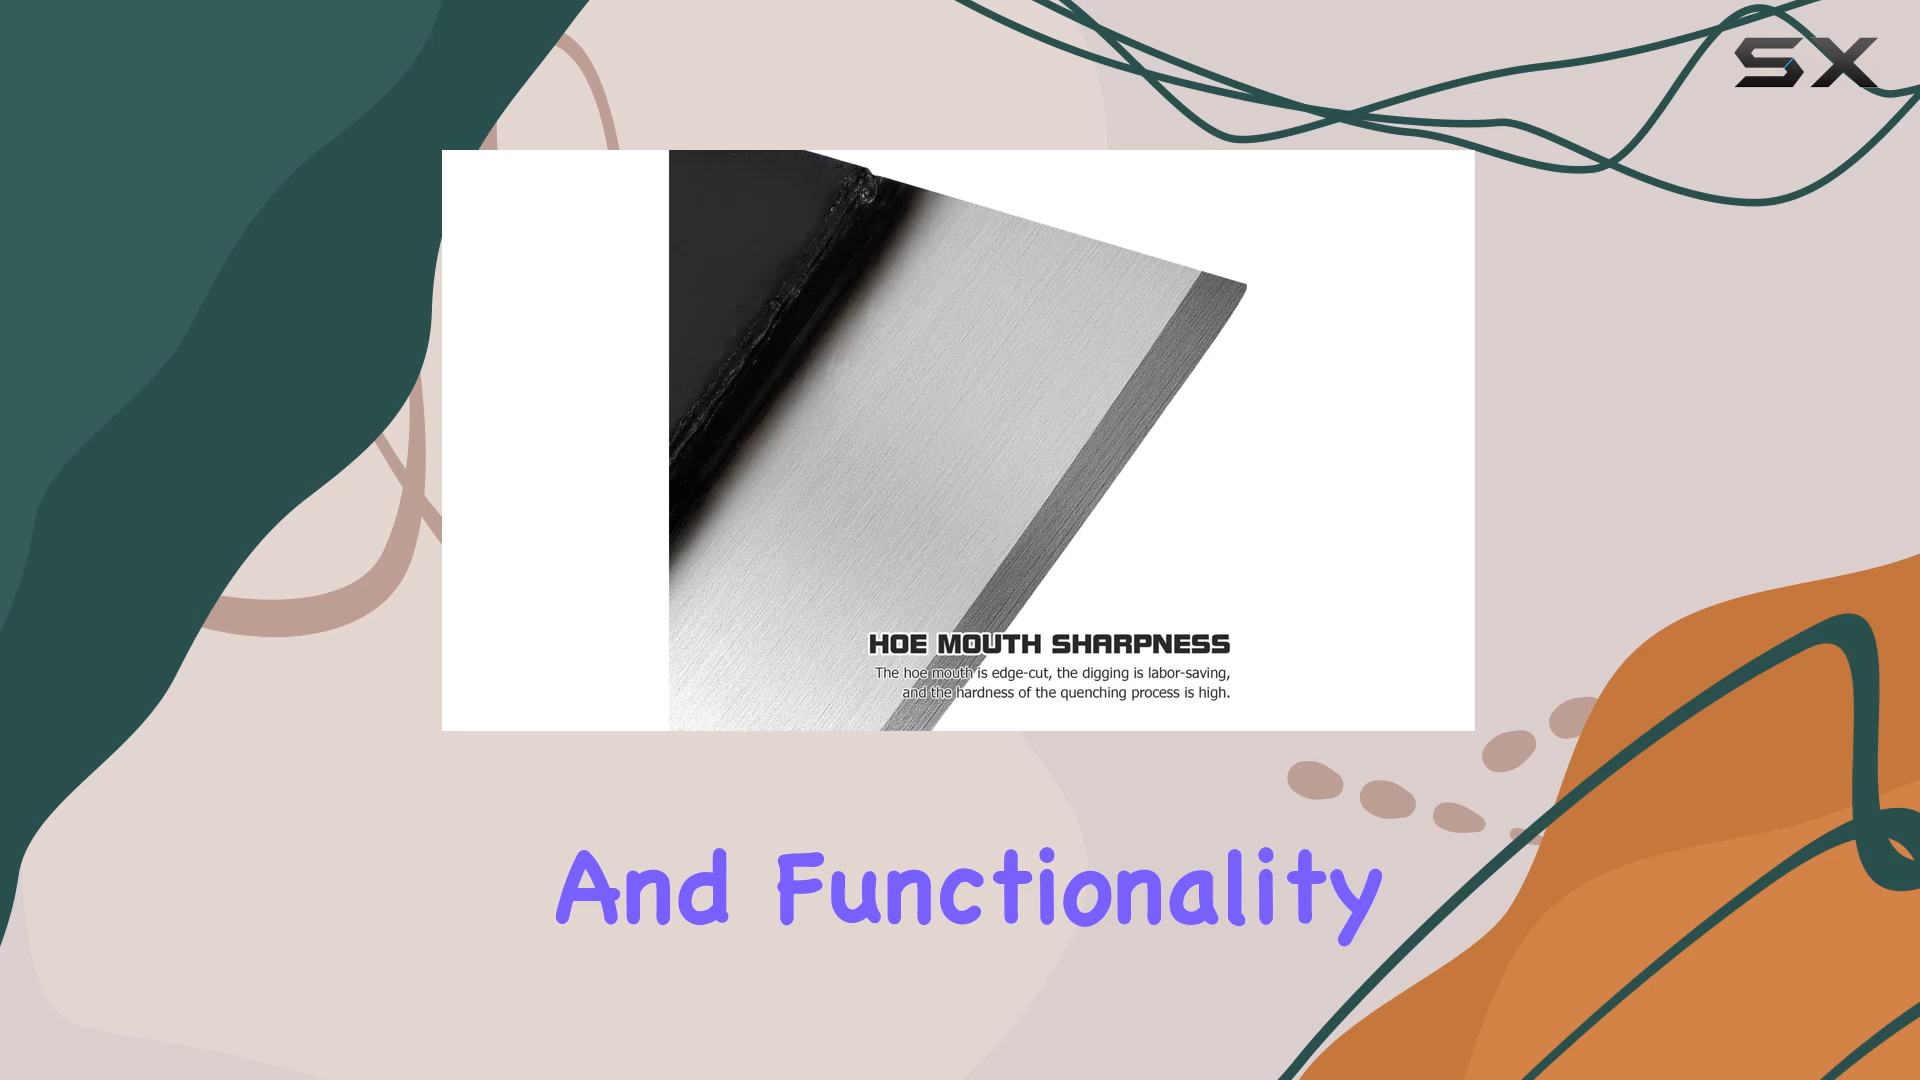 SX
HOE MOUTH SHARPNESS
The hoe mouth is edge-cut, the digging is labor-saving,
and the hardness of the quenching process is high.
And Functionality